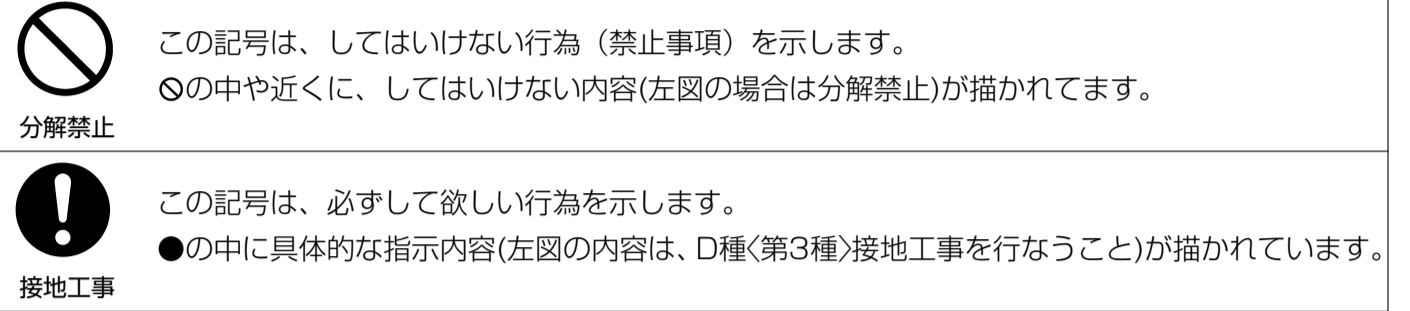 この記号は、してはいけない行為（禁止事項）を示します。
🛇の中や近くに、してはいけない内容(左図の場合は分解禁止)が描かれてます。
分解禁止
この記号は、必ずして欲しい行為を示します。
●の中に具体的な指示内容(左図の内容は、D種〈第3種〉接地工事を行なうこと)が描かれています。
接地工事